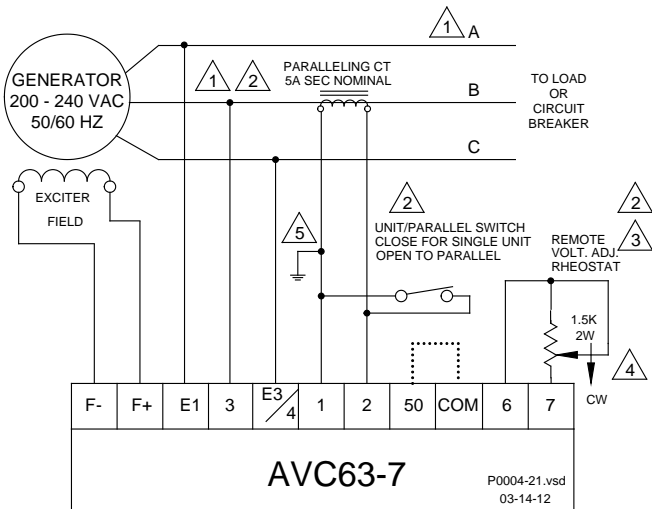 1 A
GENERATOR
200 - 240 VAC
50/60 HZ
1 2
PARALLELING CT
5A SEC NOMINAL
B
TO LOAD
OR
CIRCUIT
BREAKER
C
EXCITER
FIELD
5
2
UNIT/PARALLEL SWITCH
CLOSE FOR SINGLE UNIT
OPEN TO PARALLEL
2
3
REMOTE
VOLT. ADJ.
RHEOSTAT
1.5K
2W
4
CW
F- F+ E1 3 E3/4 1 2 50 COM 6 7
AVC63-7
P0004-21.vsd
03-14-12